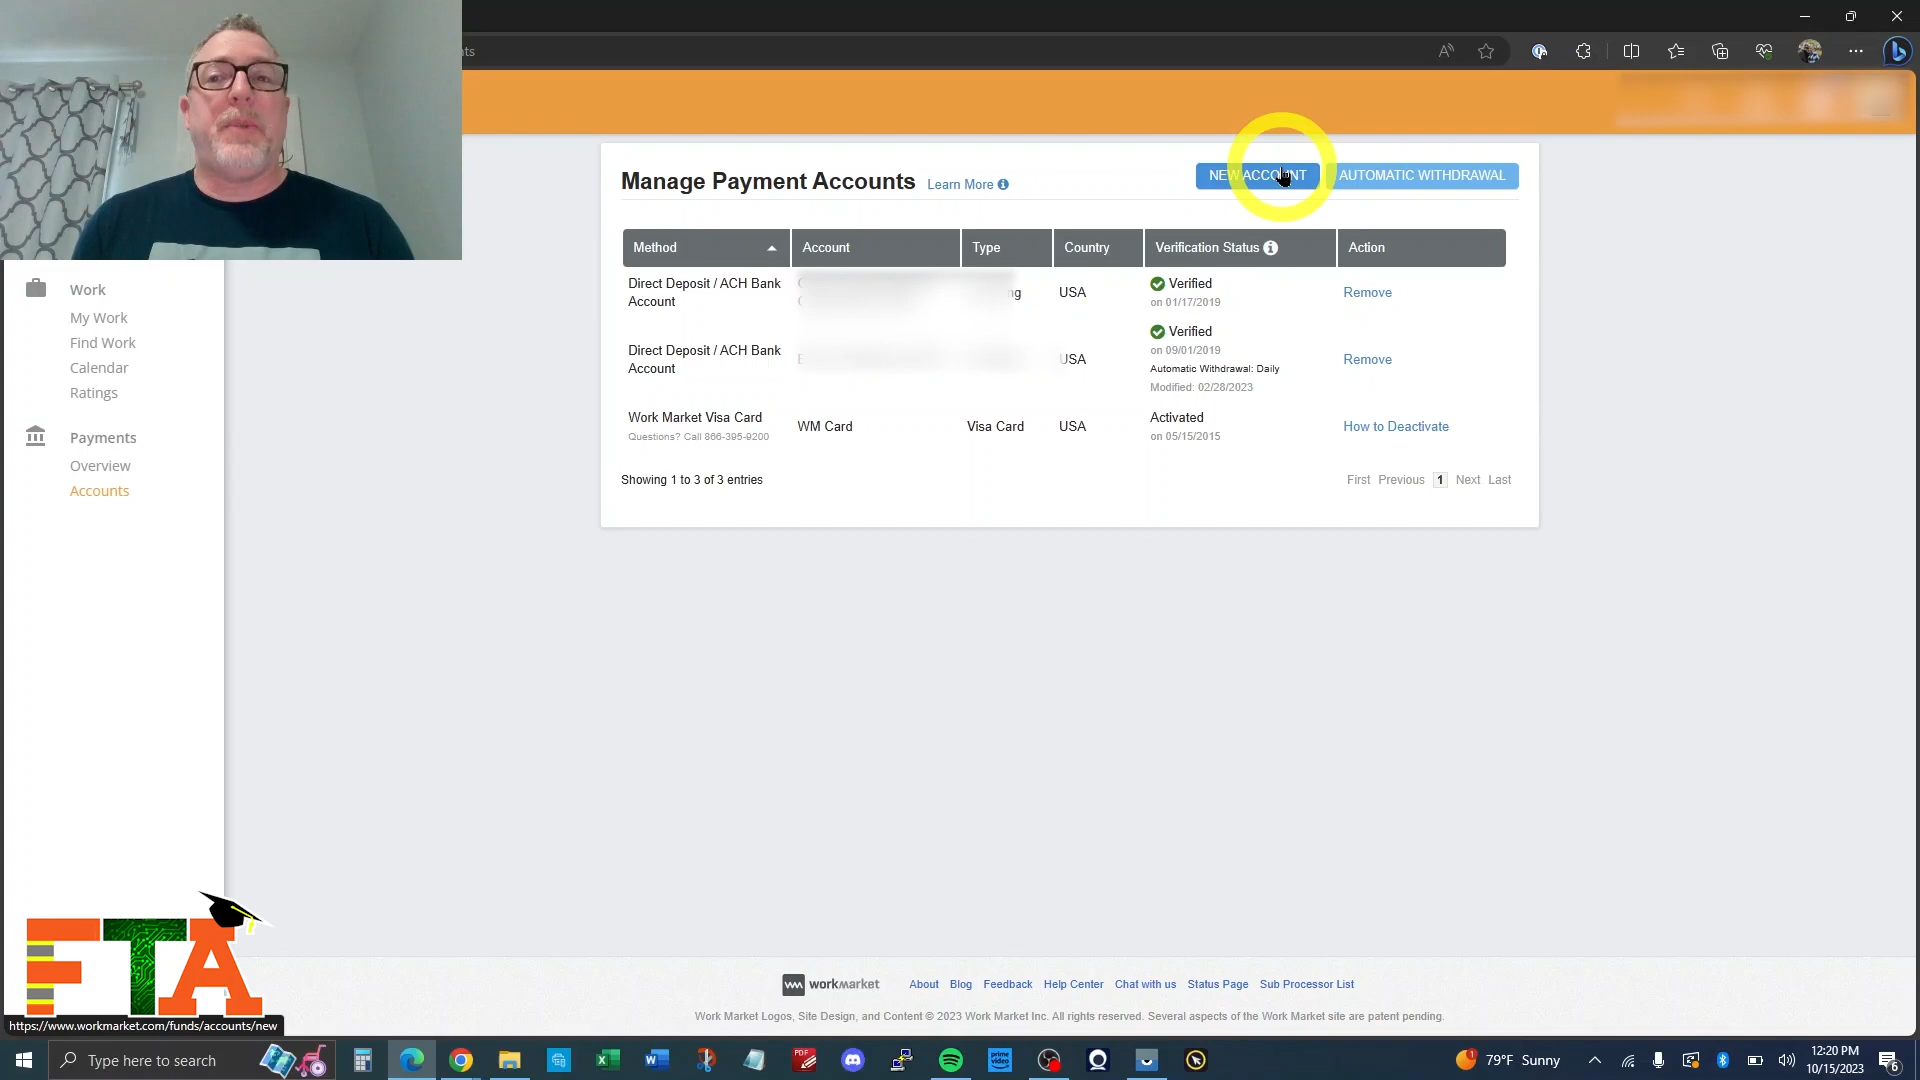 nts
NEW ACCOUNT
AUTOMATIC WITHDRAWAL
Manage Payment Accounts
Learn More
Method
Account
Type
Country
Verification Status
Action
Direct Deposit / ACH Bank
Account
USA
Verified
on 01/17/2019
Remove
Direct Deposit / ACH Bank
Account
USA
Verified
on 09/01/2019
Automatic Withdrawal: Daily
Modified: 02/28/2023
Remove
Work Market Visa Card
Questions? Call 866-395-9200
WM Card
Visa Card
USA
Activated
on 05/15/2015
How to Deactivate
Showing 1 to 3 of 3 entries
First Previous 1 Next Last
Work
My Work
Find Work
Calendar
Ratings
Payments
Overview
Accounts
FTA
workmarket
About Blog Feedback Help Center Chat with us Status Page Sub Processor List
Work Market Logos, Site Design, and Content © 2023 Work Market Inc. All rights reserved. Several aspects of the Work Market site are patent pending.
https://www.workmarket.com/funds/accounts/new
Type here to search
PDF
prime video
1
79°F Sunny
12:20 PM
10/15/2023
6